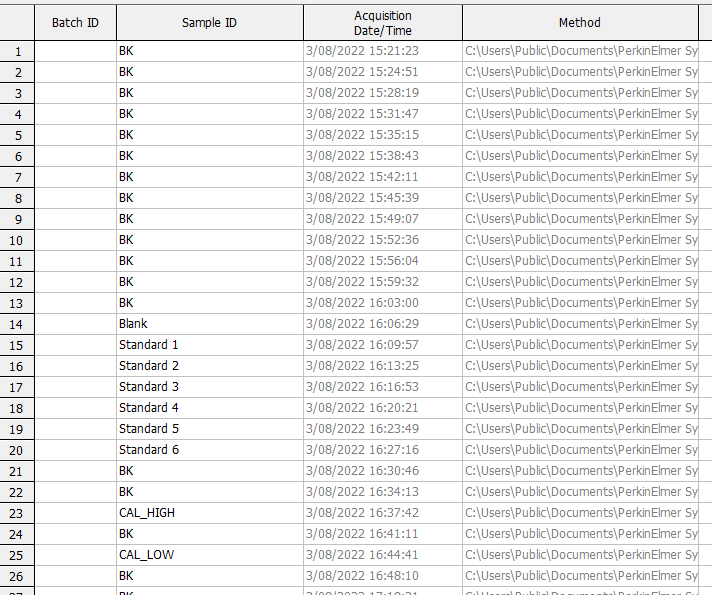 Batch ID Sample ID Acquisition Date/Time Method
1 BK 3/08/2022 15:21:23 C:\Users\Public\Documents\PerkinElmer Sy
2 BK 3/08/2022 15:24:51 C:\Users\Public\Documents\PerkinElmer Sy
3 BK 3/08/2022 15:28:19 C:\Users\Public\Documents\PerkinElmer Sy
4 BK 3/08/2022 15:31:47 C:\Users\Public\Documents\PerkinElmer Sy
5 BK 3/08/2022 15:35:15 C:\Users\Public\Documents\PerkinElmer Sy
6 BK 3/08/2022 15:38:43 C:\Users\Public\Documents\PerkinElmer Sy
7 BK 3/08/2022 15:42:11 C:\Users\Public\Documents\PerkinElmer Sy
8 BK 3/08/2022 15:45:39 C:\Users\Public\Documents\PerkinElmer Sy
9 BK 3/08/2022 15:49:07 C:\Users\Public\Documents\PerkinElmer Sy
10 BK 3/08/2022 15:52:36 C:\Users\Public\Documents\PerkinElmer Sy
11 BK 3/08/2022 15:56:04 C:\Users\Public\Documents\PerkinElmer Sy
12 BK 3/08/2022 15:59:32 C:\Users\Public\Documents\PerkinElmer Sy
13 BK 3/08/2022 16:03:00 C:\Users\Public\Documents\PerkinElmer Sy
14 Blank 3/08/2022 16:06:29 C:\Users\Public\Documents\PerkinElmer Sy
15 Standard 1 3/08/2022 16:09:57 C:\Users\Public\Documents\PerkinElmer Sy
16 Standard 2 3/08/2022 16:13:25 C:\Users\Public\Documents\PerkinElmer Sy
17 Standard 3 3/08/2022 16:16:53 C:\Users\Public\Documents\PerkinElmer Sy
18 Standard 4 3/08/2022 16:20:21 C:\Users\Public\Documents\PerkinElmer Sy
19 Standard 5 3/08/2022 16:23:49 C:\Users\Public\Documents\PerkinElmer Sy
20 Standard 6 3/08/2022 16:27:16 C:\Users\Public\Documents\PerkinElmer Sy
21 BK 3/08/2022 16:30:46 C:\Users\Public\Documents\PerkinElmer Sy
22 BK 3/08/2022 16:34:13 C:\Users\Public\Documents\PerkinElmer Sy
23 CAL_HIGH 3/08/2022 16:37:42 C:\Users\Public\Documents\PerkinElmer Sy
24 BK 3/08/2022 16:41:11 C:\Users\Public\Documents\PerkinElmer Sy
25 CAL_LOW 3/08/2022 16:44:41 C:\Users\Public\Documents\PerkinElmer Sy
26 BK 3/08/2022 16:48:10 C:\Users\Public\Documents\PerkinElmer Sy